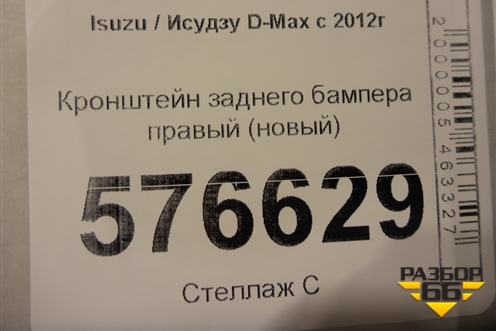 Isuzu / Исудзу D-Max с 2012г
Кронштейн заднего бампера
правый (новый)
576629
Стеллаж С
2000005463327
РАЗБОР
66